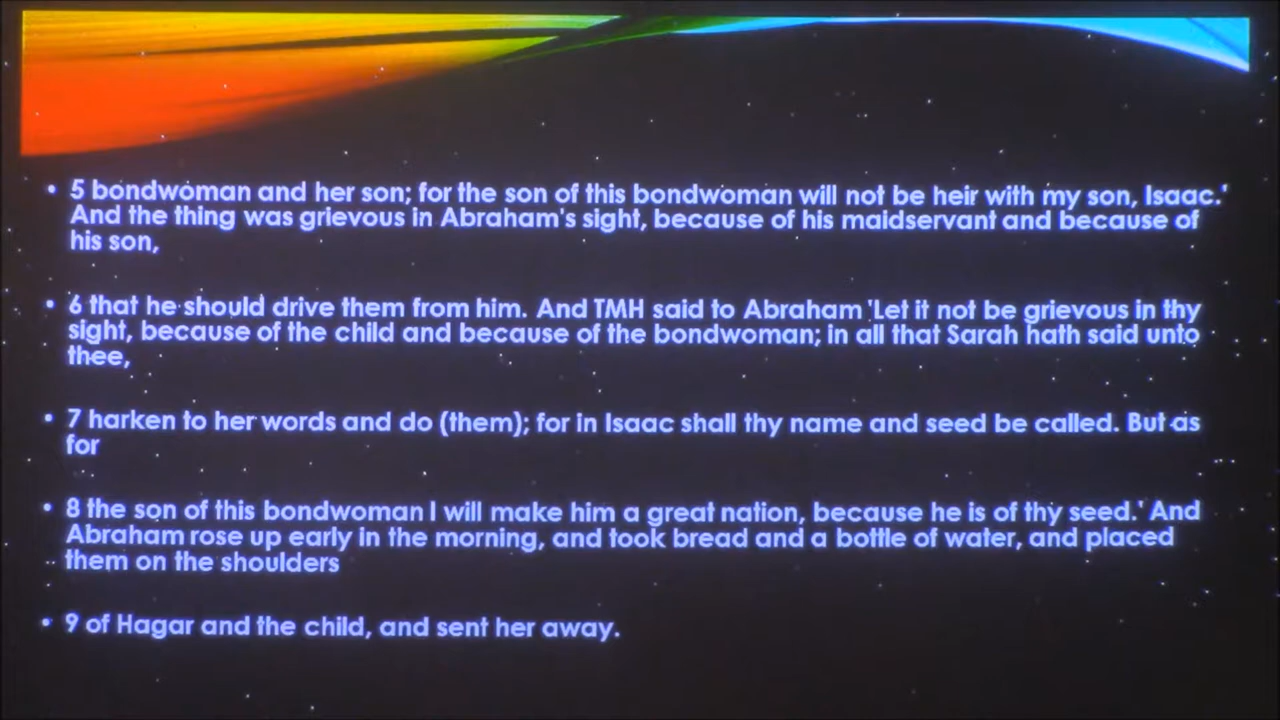 • 5 bondwoman and her son; for the son of this bondwoman will not be heir with my son, Isaac.'
And the thing was grievous in Abraham's sight, because of his maidservant and because of
his son,
• 6 that he should drive them from him. And TMH said to Abraham 'Let it not be grievous in thy
sight, because of the child and because of the bondwoman; in all that Sarah hath said unto
thee,
• 7 harken to her words and do (them); for in Isaac shall thy name and seed be called. But as
for
• 8 the son of this bondwoman I will make him a great nation, because he is of thy seed.' And
Abraham rose up early in the morning, and took bread and a bottle of water, and placed
them on the shoulders
• 9 of Hagar and the child, and sent her away.